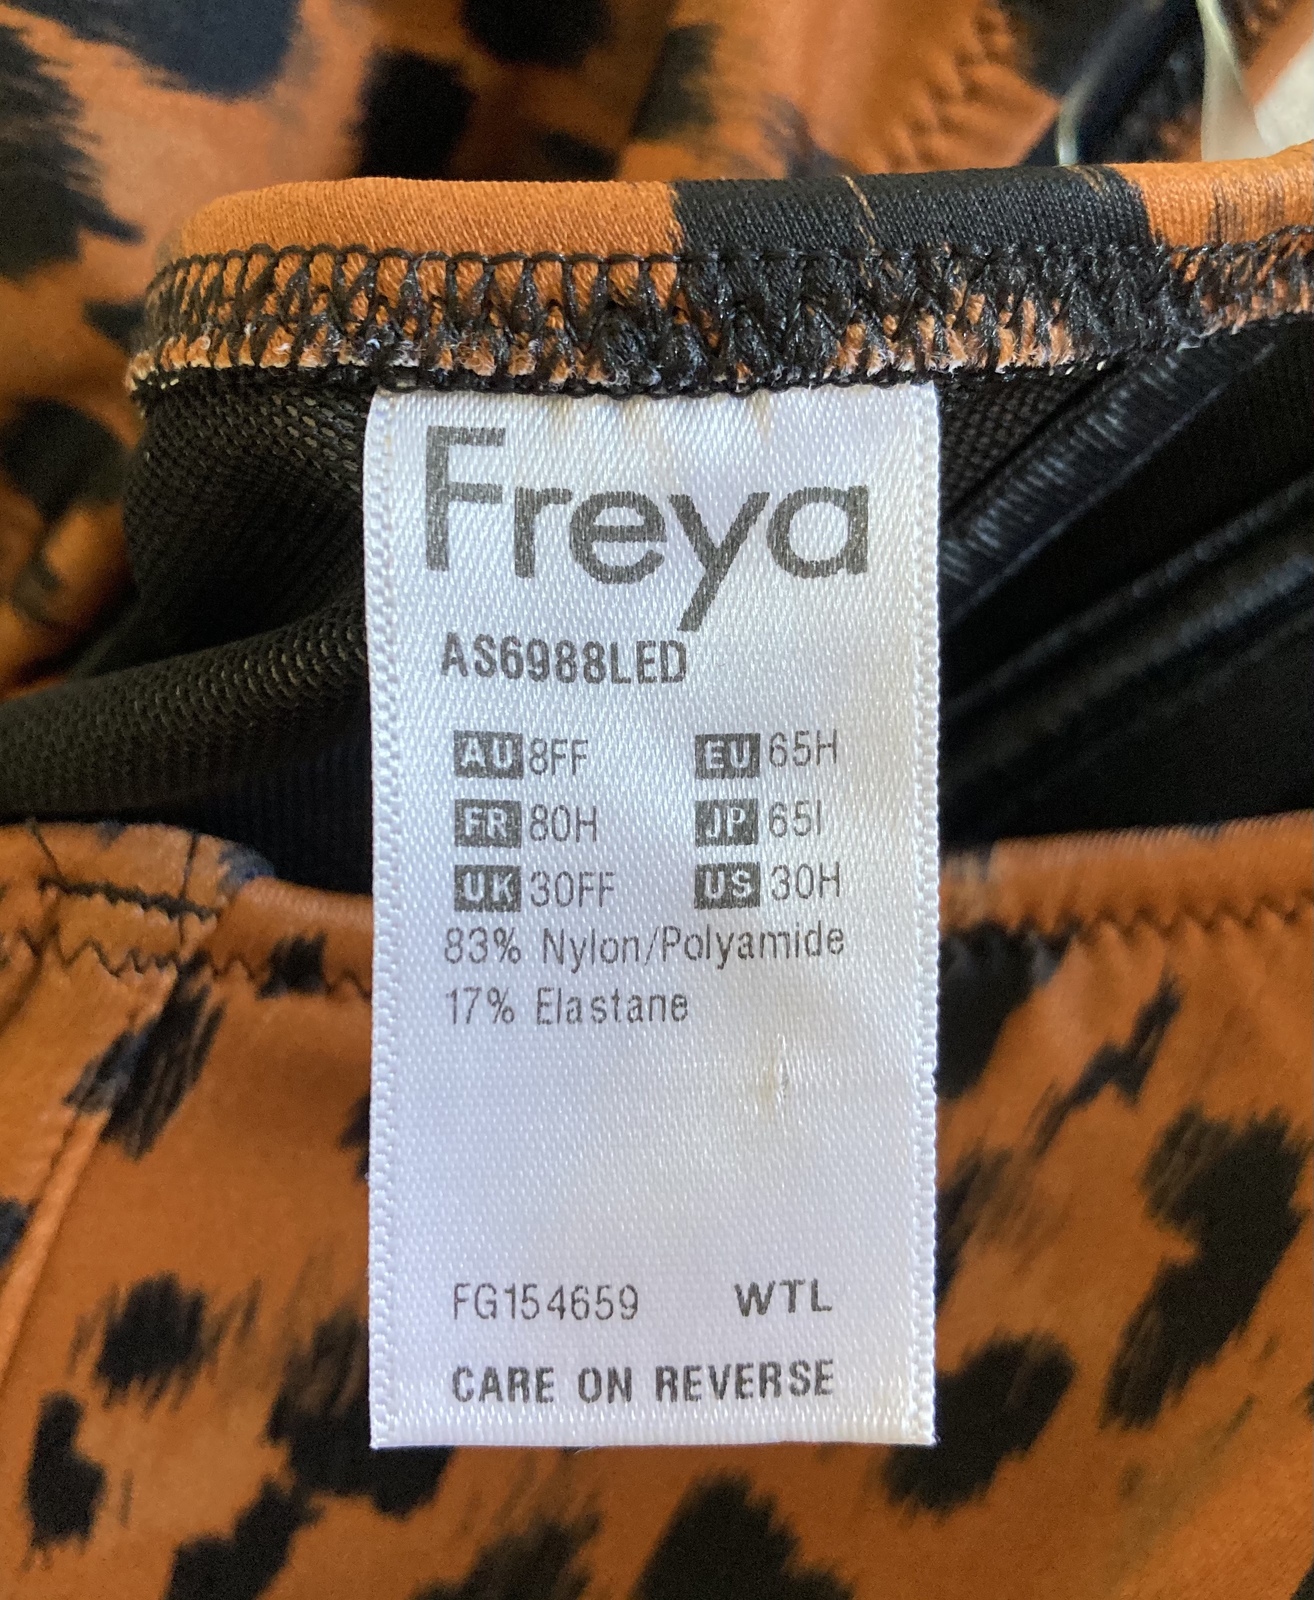 Freya
AS6988LED
AU 8FF EU 65H
FR 80H JP 65I
UK 30FF US 30H
83% Nylon/Polyamide
17% Elastane
FG154659 WTL
CARE ON REVERSE